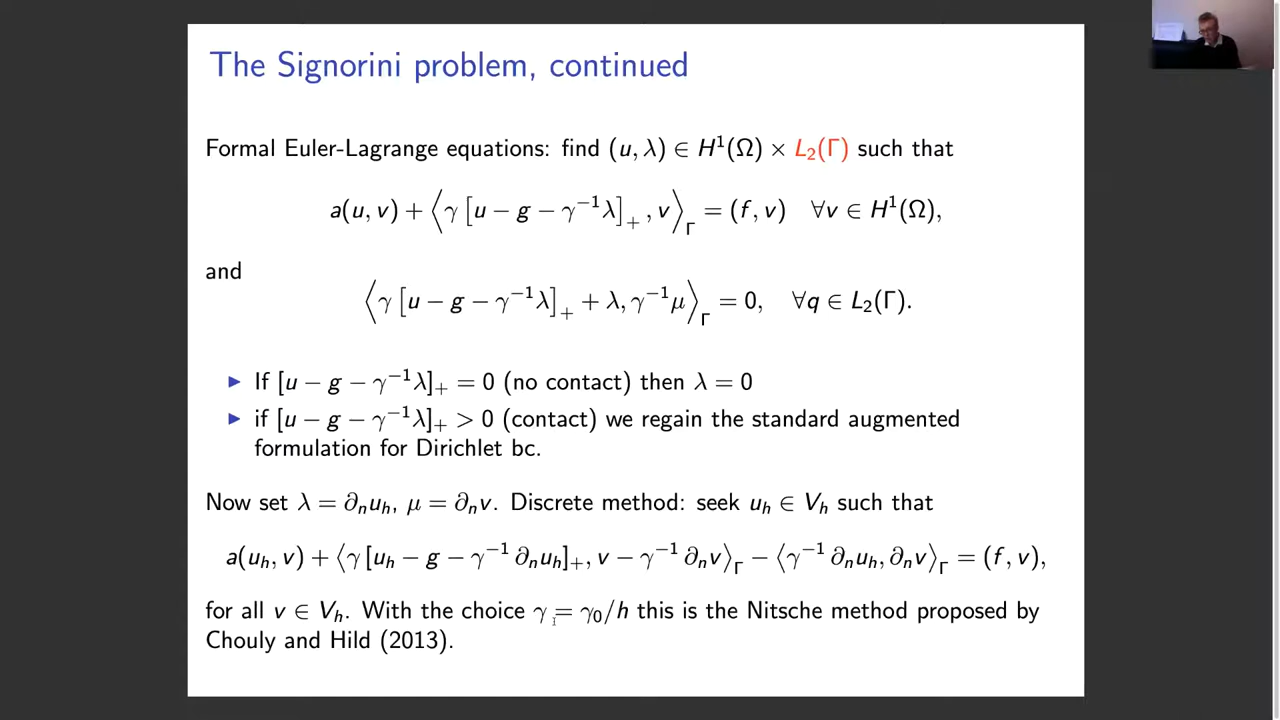 The Signorini problem, continued
Formal Euler-Lagrange equations: find (u, λ) ∈ H¹(Ω) × L₂(Γ) such that
a(u, v) + ⟨γ [u − g − γ⁻¹λ]₊ , v⟩_Γ = (f, v) ∀v ∈ H¹(Ω),
and
⟨γ [u − g − γ⁻¹λ]₊ + λ, γ⁻¹μ⟩_Γ = 0, ∀q ∈ L₂(Γ).
▶ If [u − g − γ⁻¹λ]₊ = 0 (no contact) then λ = 0
▶ if [u − g − γ⁻¹λ]₊ > 0 (contact) we regain the standard augmented
formulation for Dirichlet bc.
Now set λ = ∂ₙuₕ, μ = ∂ₙv. Discrete method: seek uₕ ∈ Vₕ such that
a(uₕ, v) + ⟨γ [uₕ − g − γ⁻¹ ∂ₙuₕ]₊, v − γ⁻¹ ∂ₙv⟩_Γ − ⟨γ⁻¹ ∂ₙuₕ, ∂ₙv⟩_Γ = (f, v),
for all v ∈ Vₕ. With the choice γ = γ₀/h this is the Nitsche method proposed by
Chouly and Hild (2013).